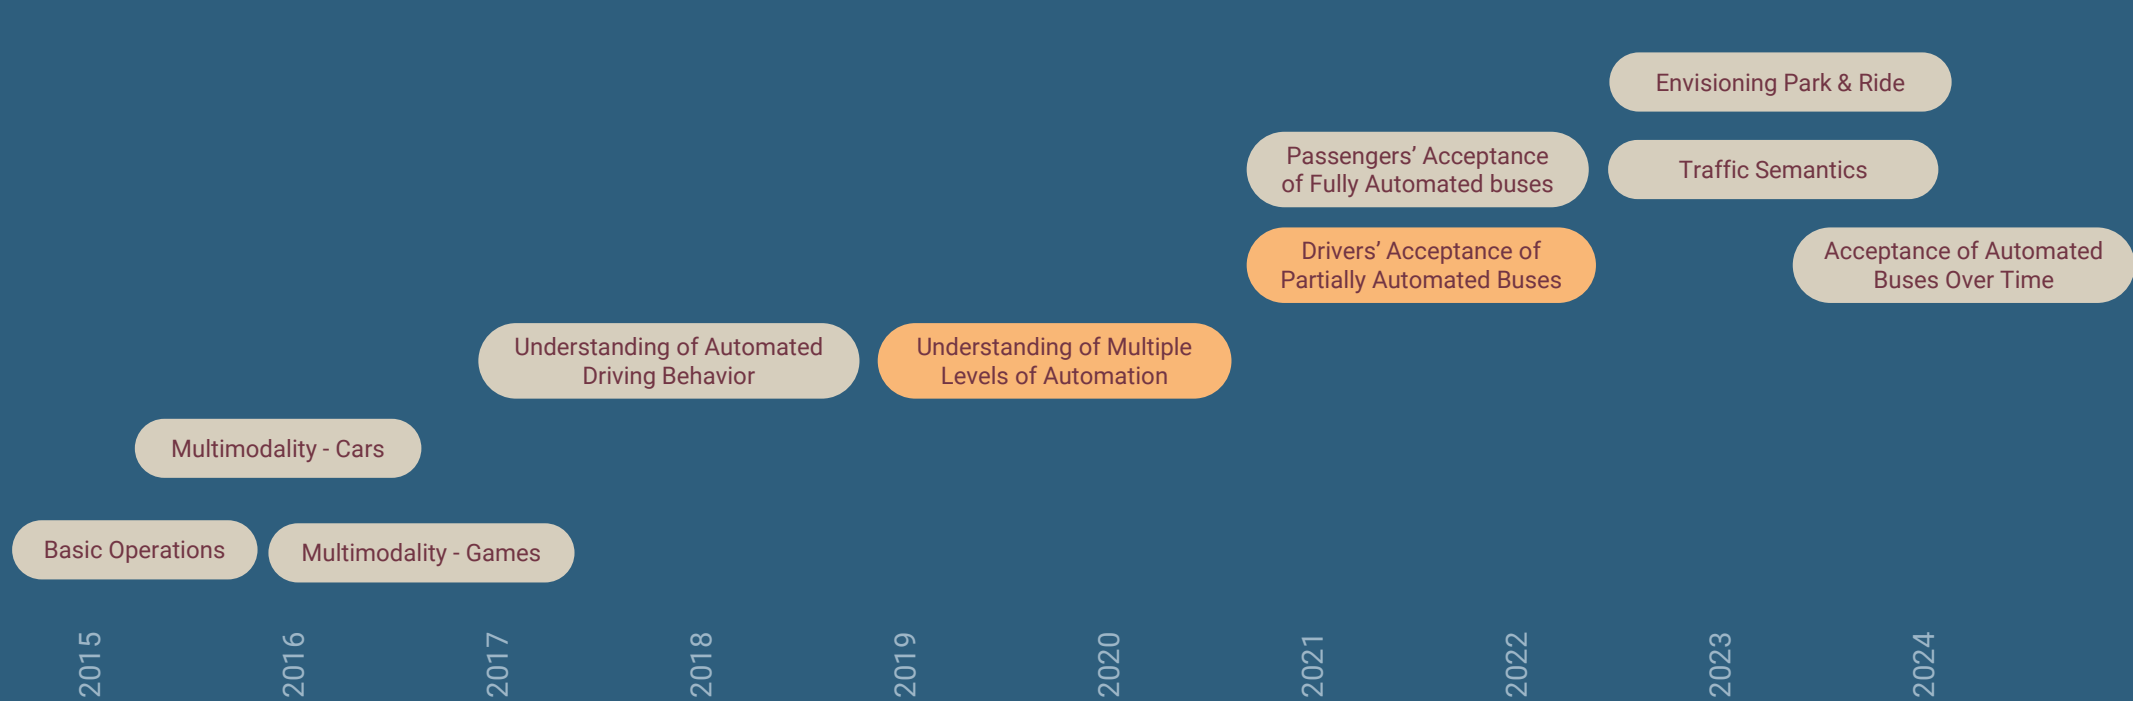 Envisioning Park & Ride
Passengers’ Acceptance
of Fully Automated buses
Traffic Semantics
Drivers’ Acceptance of
Partially Automated Buses
Acceptance of Automated
Buses Over Time
Understanding of Automated
Driving Behavior
Understanding of Multiple
Levels of Automation
Multimodality - Cars
Basic Operations
Multimodality - Games
2015
2016
2017
2018
2019
2020
2021
2022
2023
2024